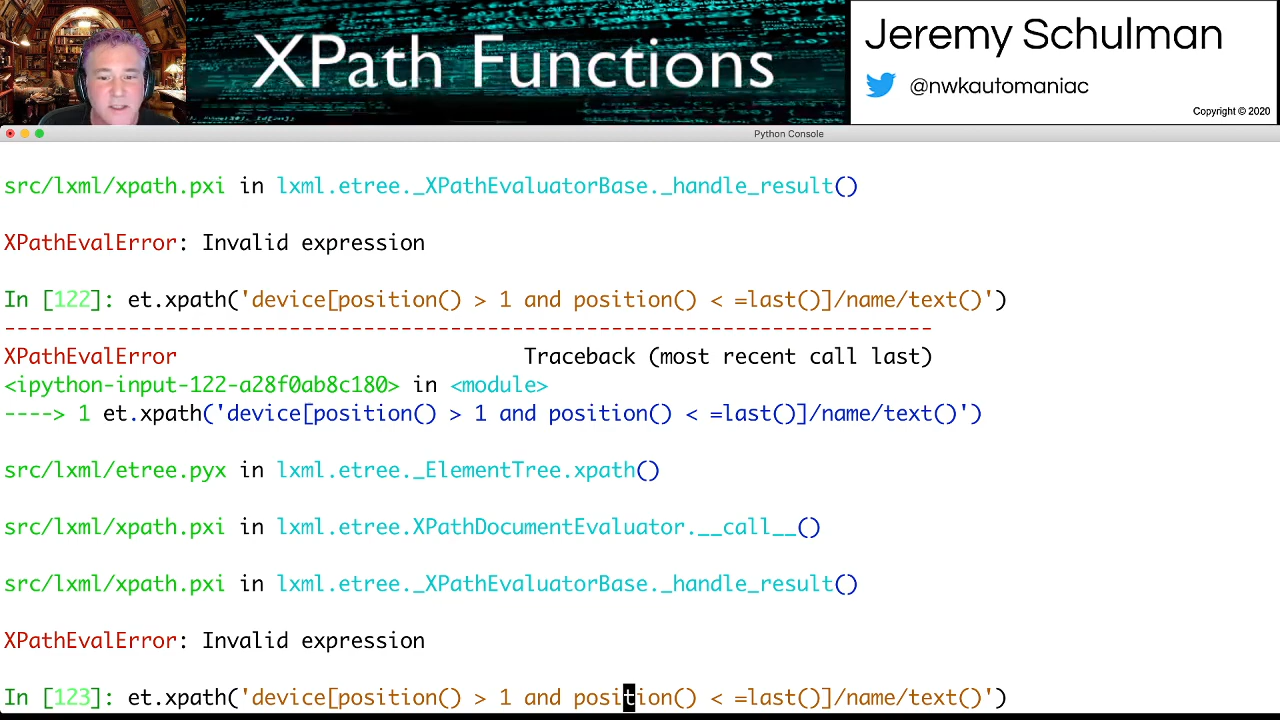 XPath Functions
Jeremy Schulman
@nwkautomaniac
Copyright © 2020
Python Console
src/lxml/xpath.pxi in lxml.etree._XPathEvaluatorBase._handle_result()
XPathEvalError: Invalid expression
In [122]: et.xpath('device[position() > 1 and position() < =last()]/name/text()')
---------------------------------------------------------------------------
XPathEvalError                            Traceback (most recent call last)
<ipython-input-122-a28f0ab8c180> in <module>
----> 1 et.xpath('device[position() > 1 and position() < =last()]/name/text()')
src/lxml/etree.pyx in lxml.etree._ElementTree.xpath()
src/lxml/xpath.pxi in lxml.etree.XPathDocumentEvaluator.__call__()
src/lxml/xpath.pxi in lxml.etree._XPathEvaluatorBase._handle_result()
XPathEvalError: Invalid expression
In [123]: et.xpath('device[position() > 1 and position() < =last()]/name/text()')